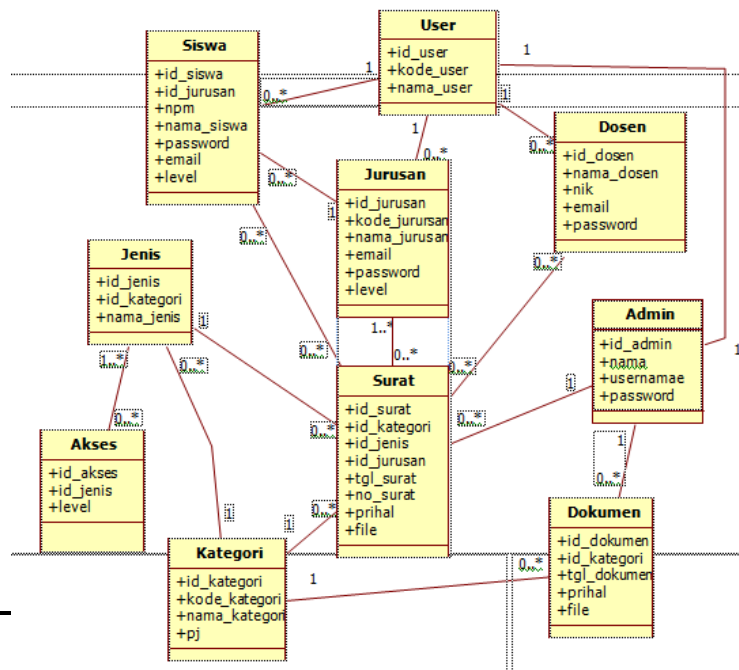 User
+id_user
+kode_user
+nama_user
Siswa
+id_siswa
+id_jurusan
+npm
+nama_siswa
+password
+email
+level
1
0..*
1
1
0..*
1
0..*
Dosen
+id_dosen
+nama_dosen
+nik
+email
+password
Jurusan
+id_jurusan
+kode_jurursan
+nama_jurusan
+email
+password
+level
0..*
1
0..*
0..*
Jenis
+id_jenis
+id_kategori
+nama_jenis
1
1..*
0..*
0..*
1..*
0..*
0..*
Admin
+id_admin
+nama
+usernamae
+password
1
1
Surat
+id_surat
+id_kategori
+id_jenis
+id_jurusan
+tgl_surat
+no_surat
+prihal
+file
0..*
0..*
0..*
Akses
+id_akses
+id_jenis
+level
1
0..*
1
0..*
1
Kategori
+id_kategori
+kode_kategori
+nama_kategori
+pj
1
0..*
Dokumen
+id_dokumen
+id_kategori
+tgl_dokumen
+prihal
+file